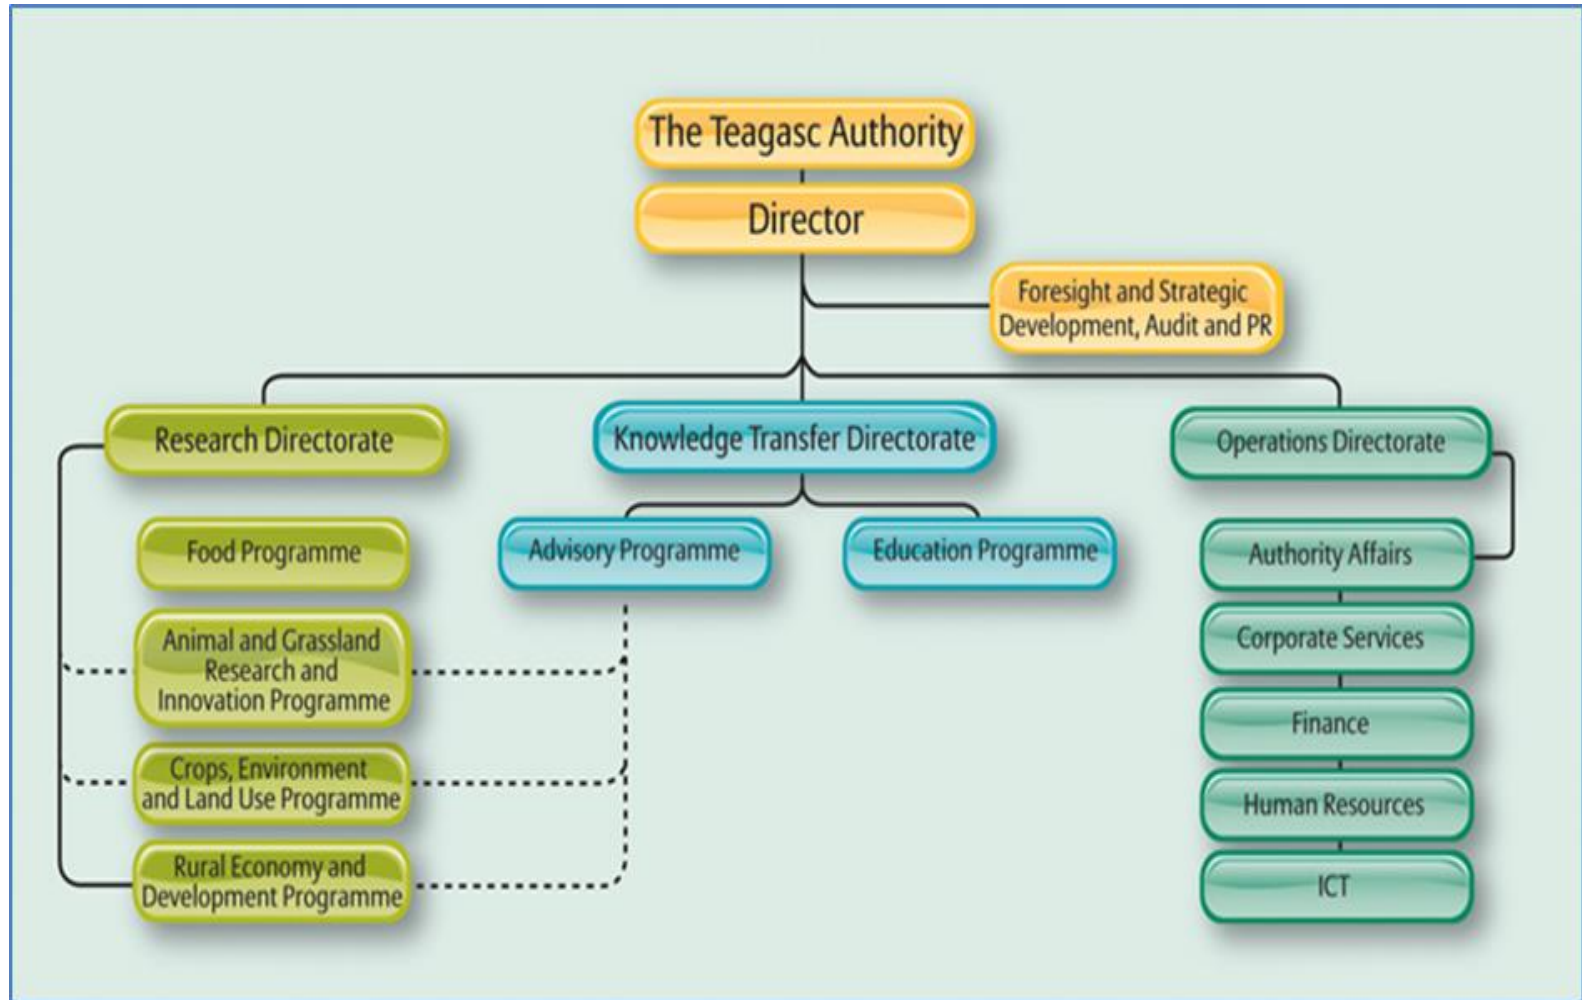 The Teagasc Authority
Director
Foresight and Strategic
Development, Audit and PR
Research Directorate
Knowledge Transfer Directorate
Operations Directorate
Food Programme
Advisory Programme
Education Programme
Authority Affairs
Animal and Grassland
Research and
Innovation Programme
Corporate Services
Finance
Crops, Environment
and Land Use Programme
Human Resources
Rural Economy and
Development Programme
ICT